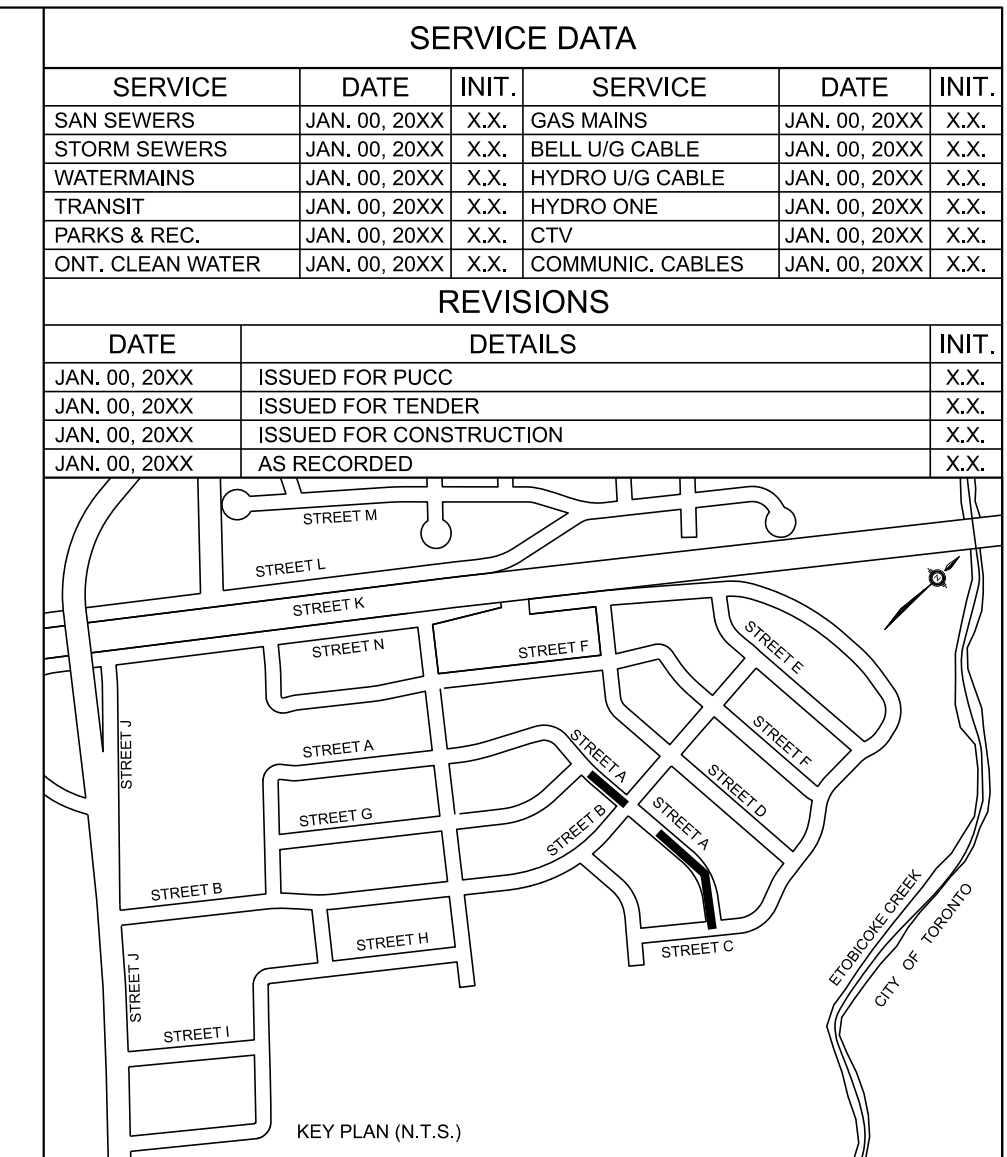 SERVICE DATA
SERVICE DATE INIT. SERVICE DATE INIT.
SAN SEWERS JAN. 00, 20XX X.X. GAS MAINS JAN. 00, 20XX X.X.
STORM SEWERS JAN. 00, 20XX X.X. BELL U/G CABLE JAN. 00, 20XX X.X.
WATERMAINS JAN. 00, 20XX X.X. HYDRO U/G CABLE JAN. 00, 20XX X.X.
TRANSIT JAN. 00, 20XX X.X. HYDRO ONE JAN. 00, 20XX X.X.
PARKS & REC. JAN. 00, 20XX X.X. CTV JAN. 00, 20XX X.X.
ONT. CLEAN WATER JAN. 00, 20XX X.X. COMMUNIC. CABLES JAN. 00, 20XX X.X.
REVISIONS
DATE DETAILS INIT.
JAN. 00, 20XX ISSUED FOR PUCC X.X.
JAN. 00, 20XX ISSUED FOR TENDER X.X.
JAN. 00, 20XX ISSUED FOR CONSTRUCTION X.X.
JAN. 00, 20XX AS RECORDED X.X.
STREET M
STREET L
STREET K
N
STREET N
STREET F
STREET E
STREET J
STREET A
STREET A
STREET F
STREET D
STREET G
STREET B
STREET A
STREET B
STREET H
STREET C
ETOBICOKE CREEK
CITY OF TORONTO
STREET J
STREET I
KEY PLAN (N.T.S.)